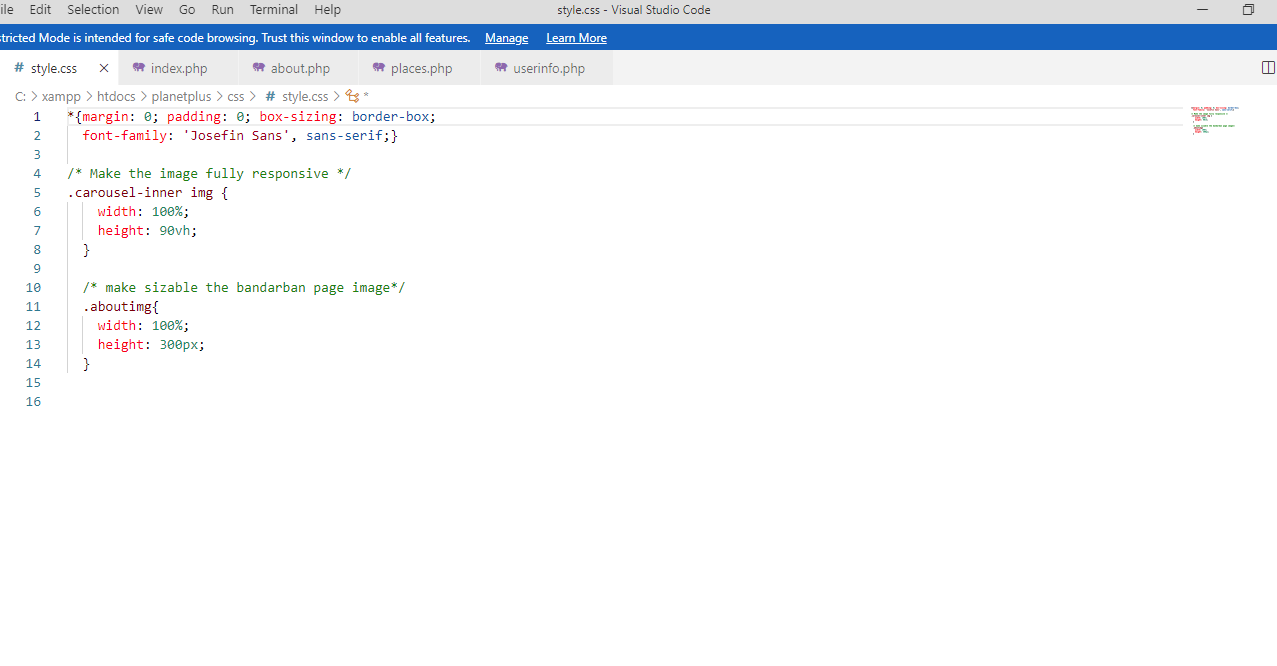 ile Edit Selection View Go Run Terminal Help style.css - Visual Studio Code
stricted Mode is intended for safe code browsing. Trust this window to enable all features. Manage Learn More
# style.css × index.php about.php places.php userinfo.php
C: > xampp > htdocs > planetplus > css > # style.css > *
1 *{margin: 0; padding: 0; box-sizing: border-box;
2 font-family: 'Josefin Sans', sans-serif;}
3
4 /* Make the image fully responsive */
5 .carousel-inner img {
6 width: 100%;
7 height: 90vh;
8 }
9
10 /* make sizable the bandarban page image*/
11 .aboutimg{
12 width: 100%;
13 height: 300px;
14 }
15
16